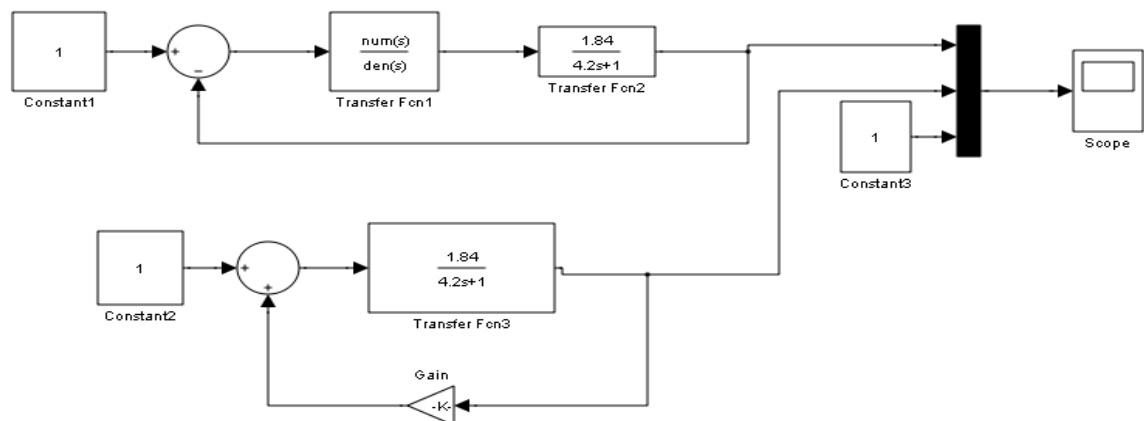 1
Constant1
+
−
num(s)
den(s)
Transfer Fcn1
1.84
4.2s+1
Transfer Fcn2
1
Constant3
Scope
1
Constant2
+
+
1.84
4.2s+1
Transfer Fcn3
Gain
-K-